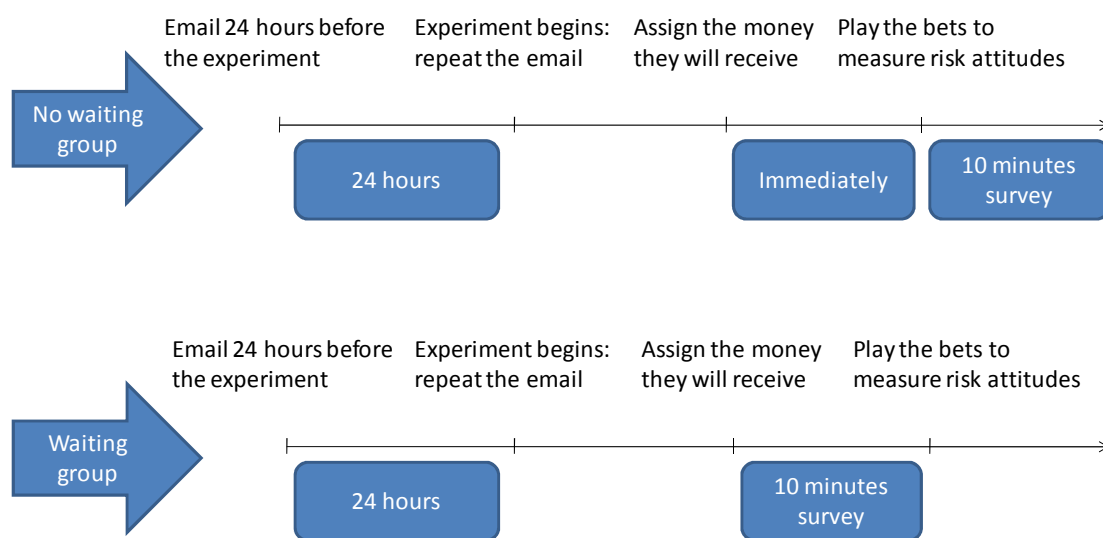 Email 24 hours before
the experiment
Experiment begins:
repeat the email
Assign the money
they will receive
Play the bets to
measure risk attitudes
No waiting
group
24 hours
Immediately
10 minutes
survey
Email 24 hours before
the experiment
Experiment begins:
repeat the email
Assign the money
they will receive
Play the bets to
measure risk attitudes
Waiting
group
24 hours
10 minutes
survey